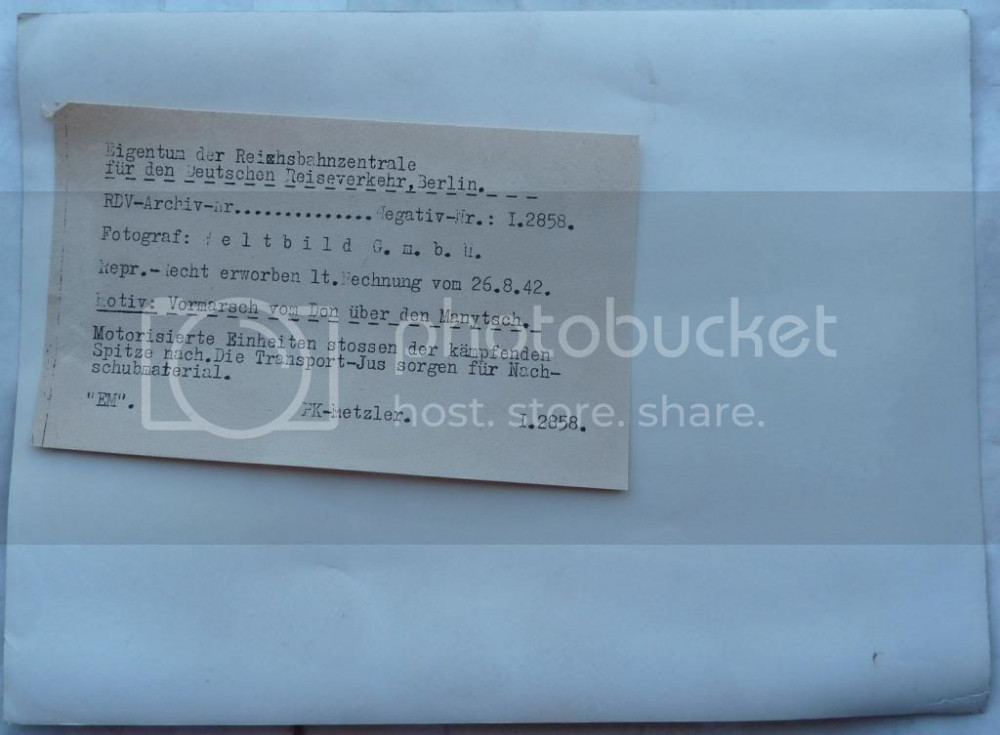 Eigentum der Reichsbahnzentrale
für den Deutschen Reiseverkehr, Berlin.
RDV-Archiv-Nr..............Negativ-Nr.: I.2858.
Fotograf: W e l t b i l d G. m. b. H.
Repr.-Recht erworben lt.Rechnung vom 26.8.42.
Motiv: Vormarsch vom Don über den Manytsch.
Motorisierte Einheiten stossen der kämpfenden
Spitze nach.Die Transport-Jus sorgen für Nach-
schubmaterial.
"EM". PK-Metzler. I.2858.
photobucket
host. store. share.